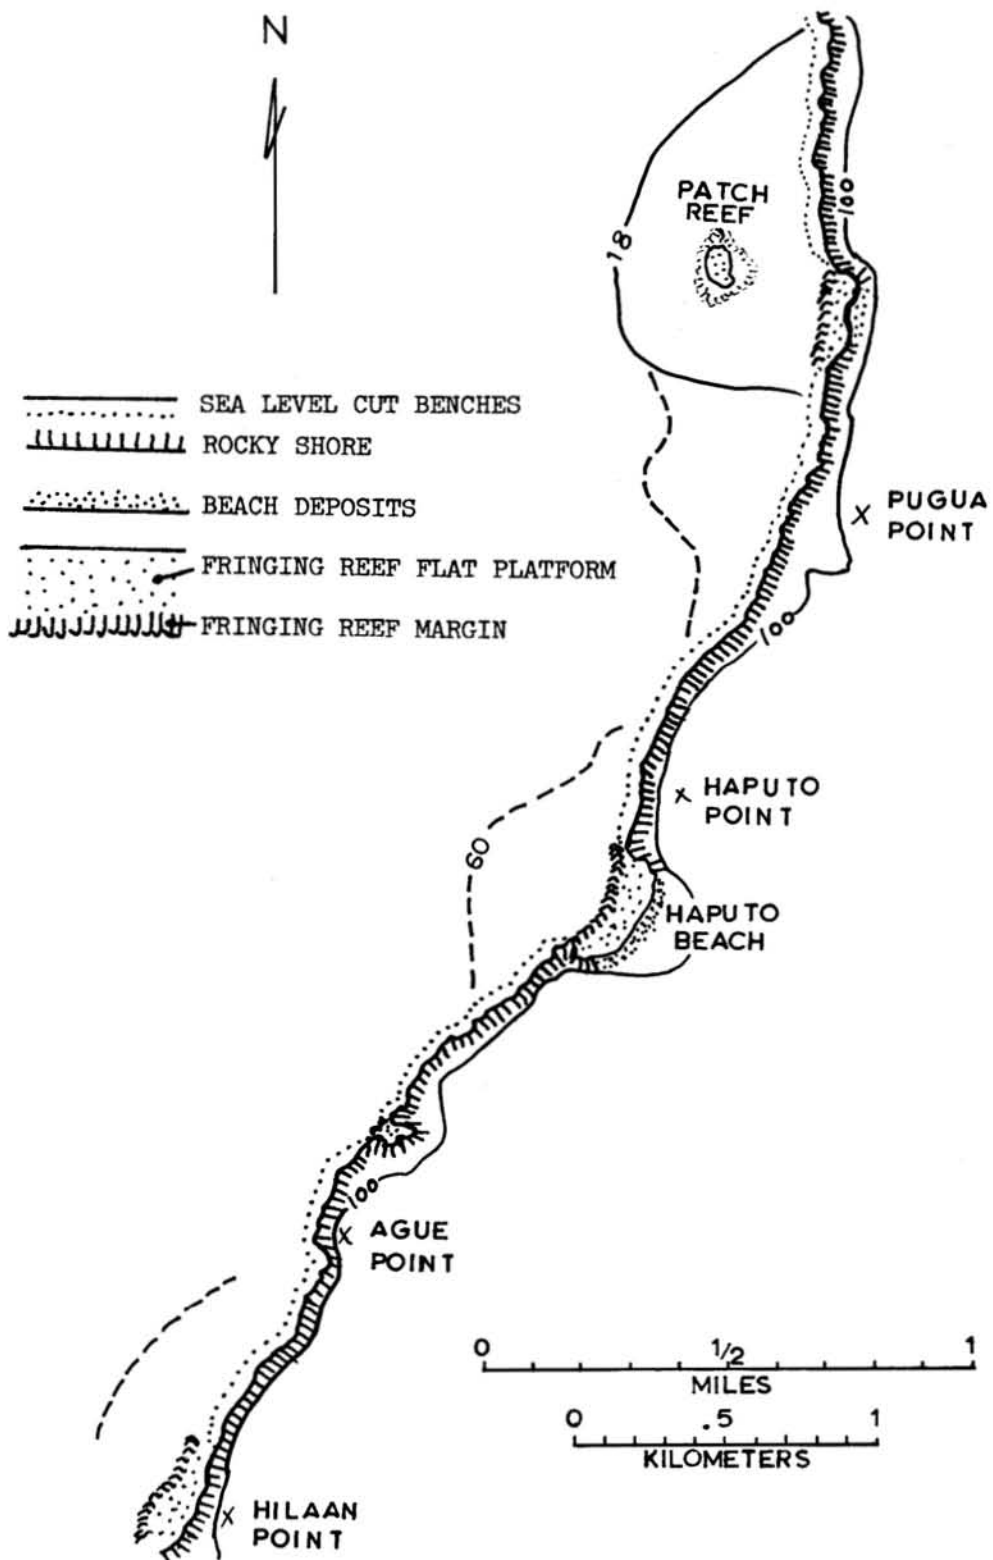 N
PATCH
REEF
18
100
SEA LEVEL CUT BENCHES
ROCKY SHORE
BEACH DEPOSITS
FRINGING REEF FLAT PLATFORM
FRINGING REEF MARGIN
PUGUA
POINT
100
HAPUTO
POINT
60
HAPUTO
BEACH
100
AGUE
POINT
0 1/2 1
MILES
0 .5 1
KILOMETERS
HILAAN
POINT